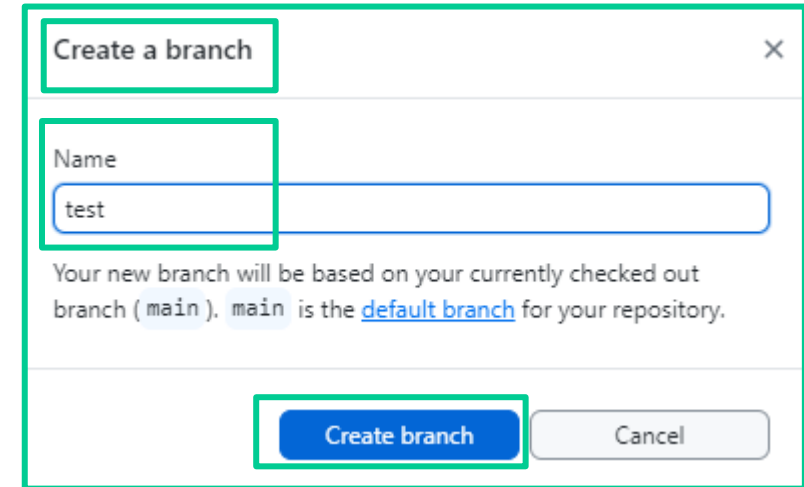 Create a branch
Name
test
Your new branch will be based on your currently checked out
branch ( main ). main is the default branch for your repository.
Create branch
Cancel